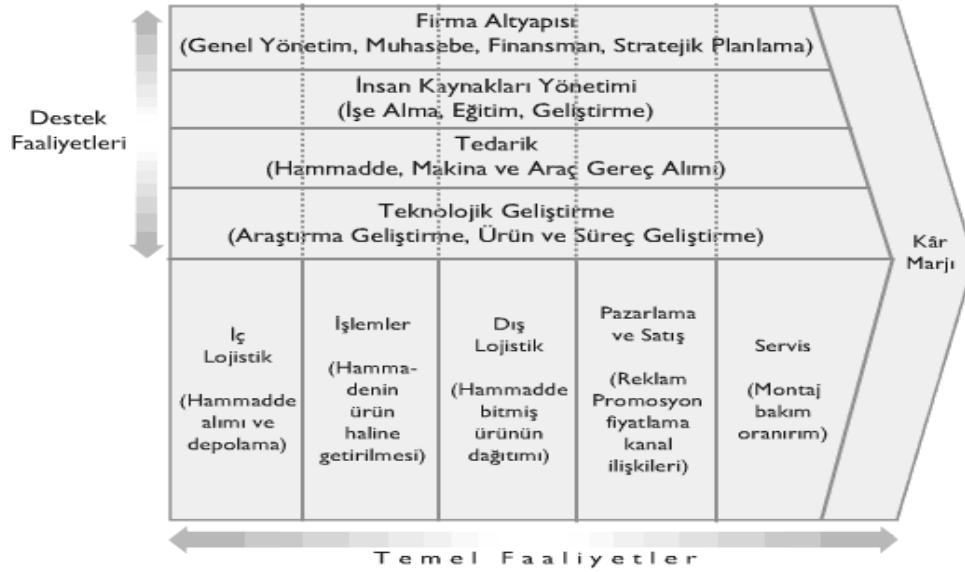 Firma Altyapısı
(Genel Yönetim, Muhasebe, Finansman, Stratejik Planlama)
İnsan Kaynakları Yönetimi
(İşe Alma, Eğitim, Geliştirme)
Destek
Faaliyetleri
Tedarik
(Hammadde, Makina ve Araç Gereç Alımı)
Teknolojik Geliştirme
(Araştırma Geliştirme, Ürün ve Süreç Geliştirme)
Kâr
Marjı
İç
Lojistik
(Hammadde
alımı ve
depolama)
İşlemler
(Hamma-
denin
ürün
haline
getirilmesi)
Dış
Lojistik
(Hammadde
bitmiş
ürünün
dağıtımı)
Pazarlama
ve Satış
(Reklam
Promosyon
fiyatlama
kanal
ilişkileri)
Servis
(Montaj
bakım
oranırım)
Temel Faaliyetler